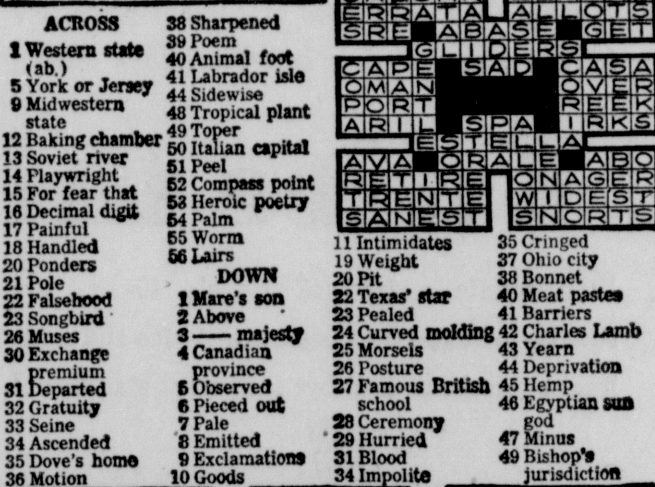 ACROSS
1 Western state
(ab.)
5 York or Jersey
9 Midwestern
state
12 Baking chamber
13 Soviet river
14 Playwright
15 For fear that
16 Decimal digit
17 Painful
18 Handled
20 Ponders
21 Pole
22 Falsehood
23 Songbird
26 Muses
30 Exchange
premium
31 Departed
32 Gratuity
33 Seine
34 Ascended
35 Dove's home
36 Motion
38 Sharpened
39 Poem
40 Animal foot
41 Labrador isle
44 Sidewise
48 Tropical plant
49 Toper
50 Italian capital
51 Peel
52 Compass point
53 Heroic poetry
54 Palm
55 Worm
56 Lairs
DOWN
1 Mare's son
2 Above
3 — majesty
4 Canadian
province
5 Observed
6 Pieced out
7 Pale
8 Emitted
9 Exclamations
10 Goods
ERRATA ALLOTS
SRE ABASE GET
GLIDERS
CAPE SAD CASA
OMAN OVER
PORT REEK
ARIL SPA IRKS
ESTELLA
AVA ORALE ABO
RETIRE ONAGER
TRENTE WIDEST
SANEST SNORTS
11 Intimidates
19 Weight
20 Pit
22 Texas' star
23 Pealed
24 Curved molding
25 Morsels
26 Posture
27 Famous British
school
28 Ceremony
29 Hurried
31 Blood
34 Impolite
35 Cringed
37 Ohio city
38 Bonnet
40 Meat pastes
41 Barriers
42 Charles Lamb
43 Yearn
44 Deprivation
45 Hemp
46 Egyptian sun
god
47 Minus
49 Bishop's
jurisdiction